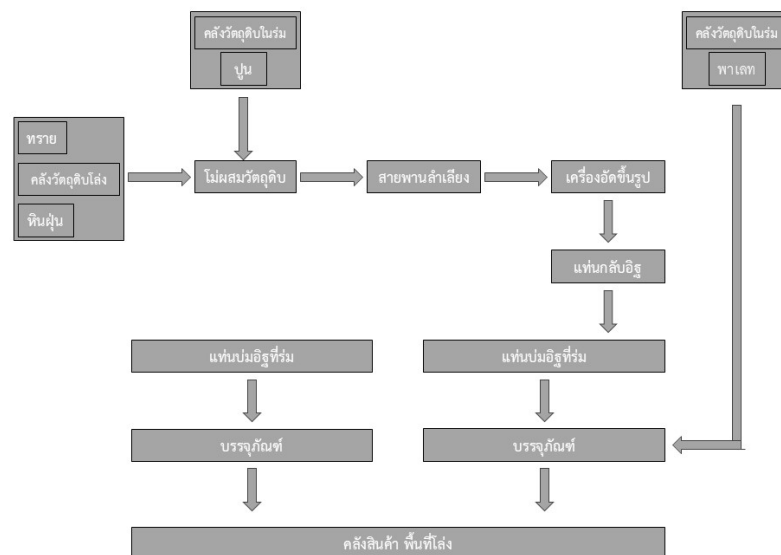 คลังวัตถุดิบในร่ม
ปูน
คลังวัตถุดิบในร่ม
พาเลท
ทราย
คลังวัตถุดิบโล่ง
หินฝุ่น
โม่ผสมวัตถุดิบ
สายพานลำเลียง
เครื่องอัดขึ้นรูป
แท่นกลับอิฐ
แท่นบ่มอิฐที่ร่ม
แท่นบ่มอิฐที่ร่ม
บรรจุภัณฑ์
บรรจุภัณฑ์
คลังสินค้า พื้นที่โล่ง